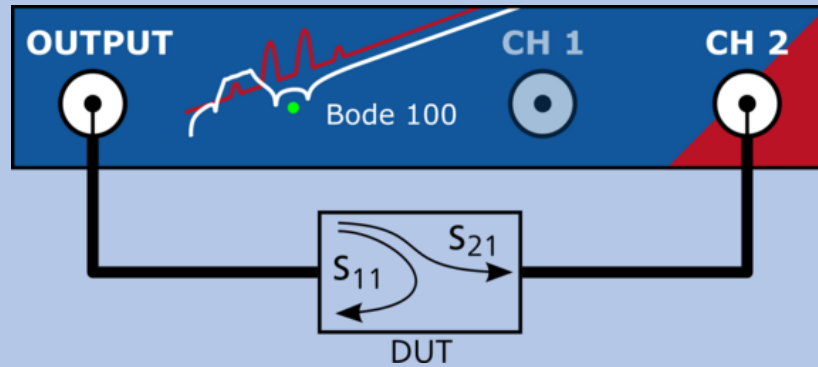 OUTPUT
CH 1
CH 2
Bode 100
S21
S11
DUT